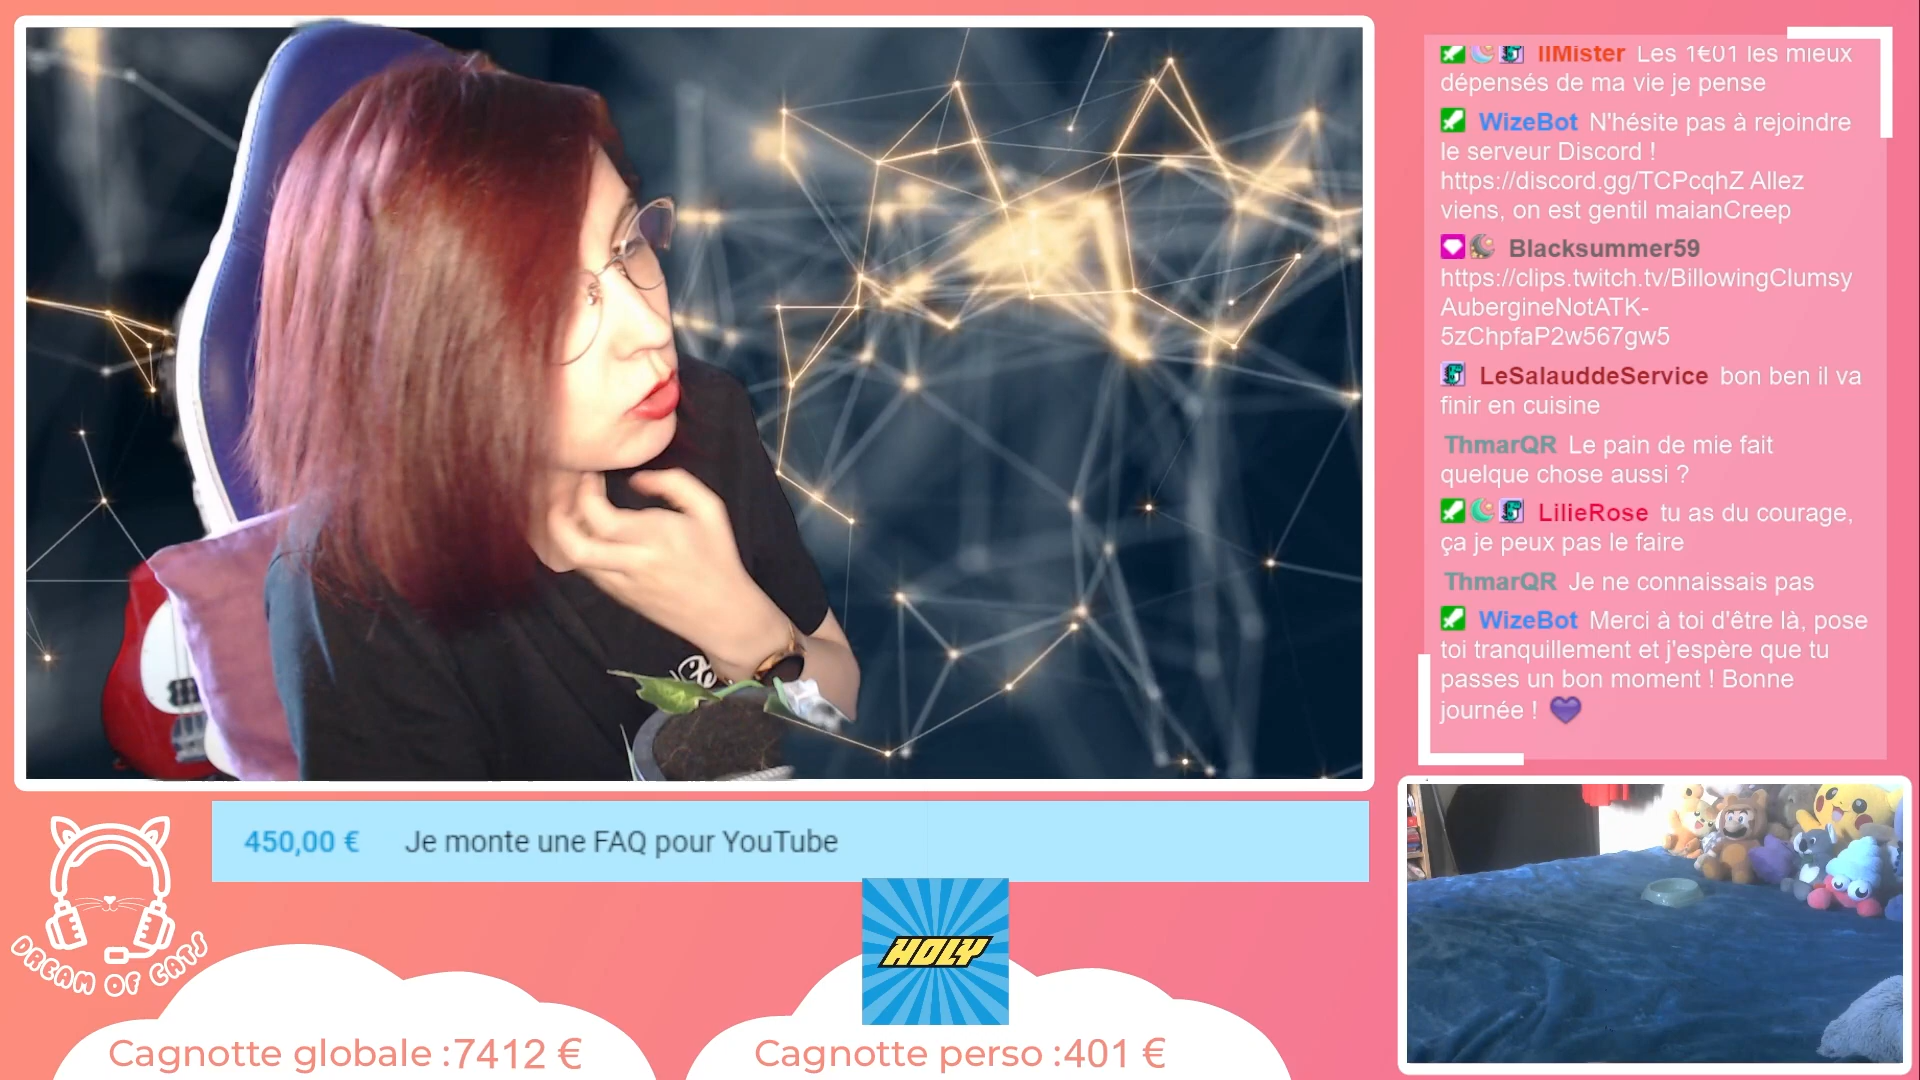 IIMister Les 1€01 les mieux
dépensés de ma vie je pense
WizeBot N'hésite pas à rejoindre
le serveur Discord !
https://discord.gg/TCPcqhZ Allez
viens, on est gentil maianCreep
Blacksummer59
https://clips.twitch.tv/BillowingClumsy
AubergineNotATK-
5zChpfaP2w567gw5
LeSalauddeService bon ben il va
finir en cuisine
ThmarQR Le pain de mie fait
quelque chose aussi ?
LilieRose tu as du courage,
ça je peux pas le faire
ThmarQR Je ne connaissais pas
WizeBot Merci à toi d'être là, pose
toi tranquillement et j'espère que tu
passes un bon moment ! Bonne
journée !
450,00 € Je monte une FAQ pour YouTube
DREAM OF CATS
HOLY
Cagnotte globale :7412 €
Cagnotte perso :401 €